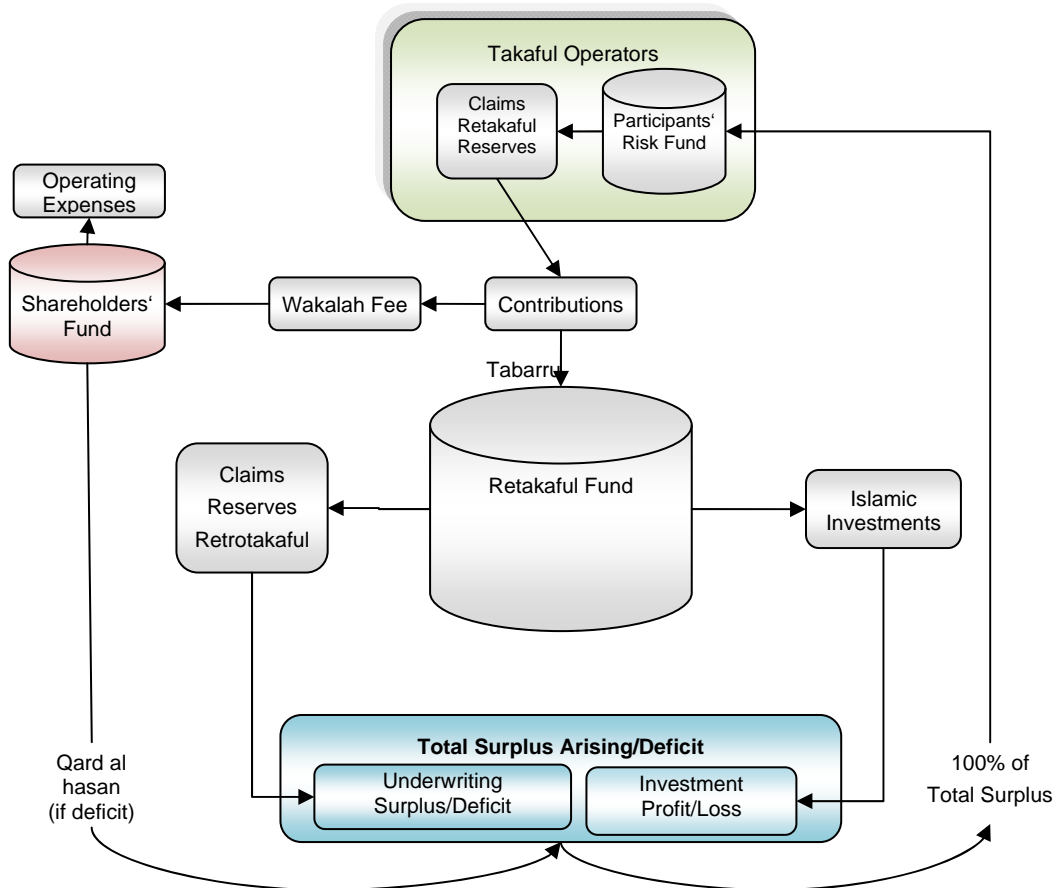 Takaful Operators
Claims
Retakaful
Reserves
Participants‘
Risk Fund
Operating
Expenses
Shareholders‘
Fund
Wakalah Fee
Contributions
Tabarru
Retakaful Fund
Claims
Reserves
Retrotakaful
Islamic
Investments
Total Surplus Arising/Deficit
Underwriting
Surplus/Deficit
Investment
Profit/Loss
Qard al
hasan
(if deficit)
100% of
Total Surplus